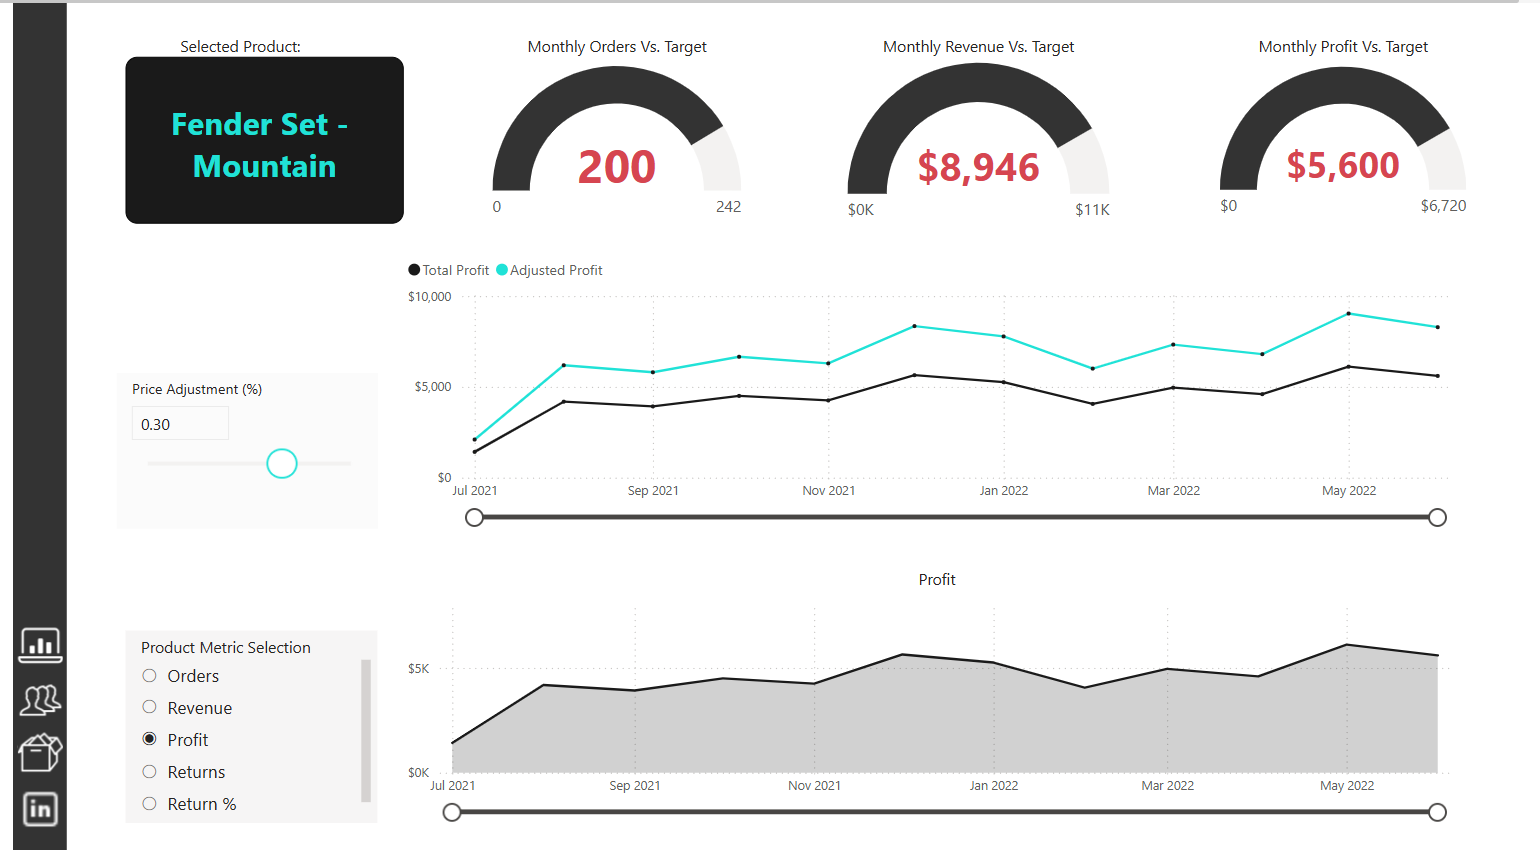 Selected Product:
Fender Set -
Mountain
Monthly Orders Vs. Target
200
0
242
Monthly Revenue Vs. Target
$8,946
$0K
$11K
Monthly Profit Vs. Target
$5,600
$0
$6,720
Total Profit Adjusted Profit
$10,000
$5,000
$0
Jul 2021 Sep 2021 Nov 2021 Jan 2022 Mar 2022 May 2022
Price Adjustment (%)
0.30
Profit
$5K
$0K
Jul 2021 Sep 2021 Nov 2021 Jan 2022 Mar 2022 May 2022
Product Metric Selection
Orders
Revenue
Profit
Returns
Return %
in